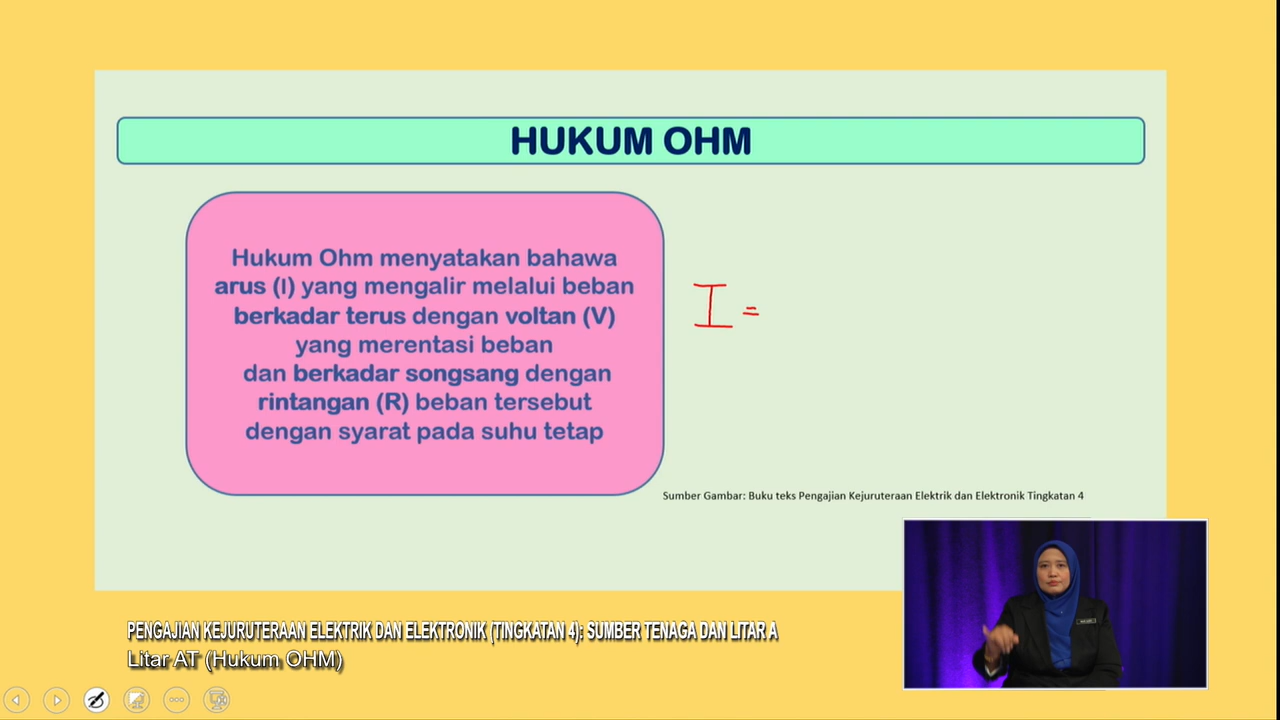 HUKUM OHM
Hukum Ohm menyatakan bahawa
arus (I) yang mengalir melalui beban
berkadar terus dengan voltan (V)
yang merentasi beban
dan berkadar songsang dengan
rintangan (R) beban tersebut
dengan syarat pada suhu tetap
I =
Sumber Gambar: Buku teks Pengajian Kejuruteraan Elektrik dan Elektronik Tingkatan 4
PENGAJIAN KEJURUTERAAN ELEKTRIK DAN ELEKTRONIK (TINGKATAN 4): SUMBER TENAGA DAN LITAR A
Litar AT (Hukum OHM)